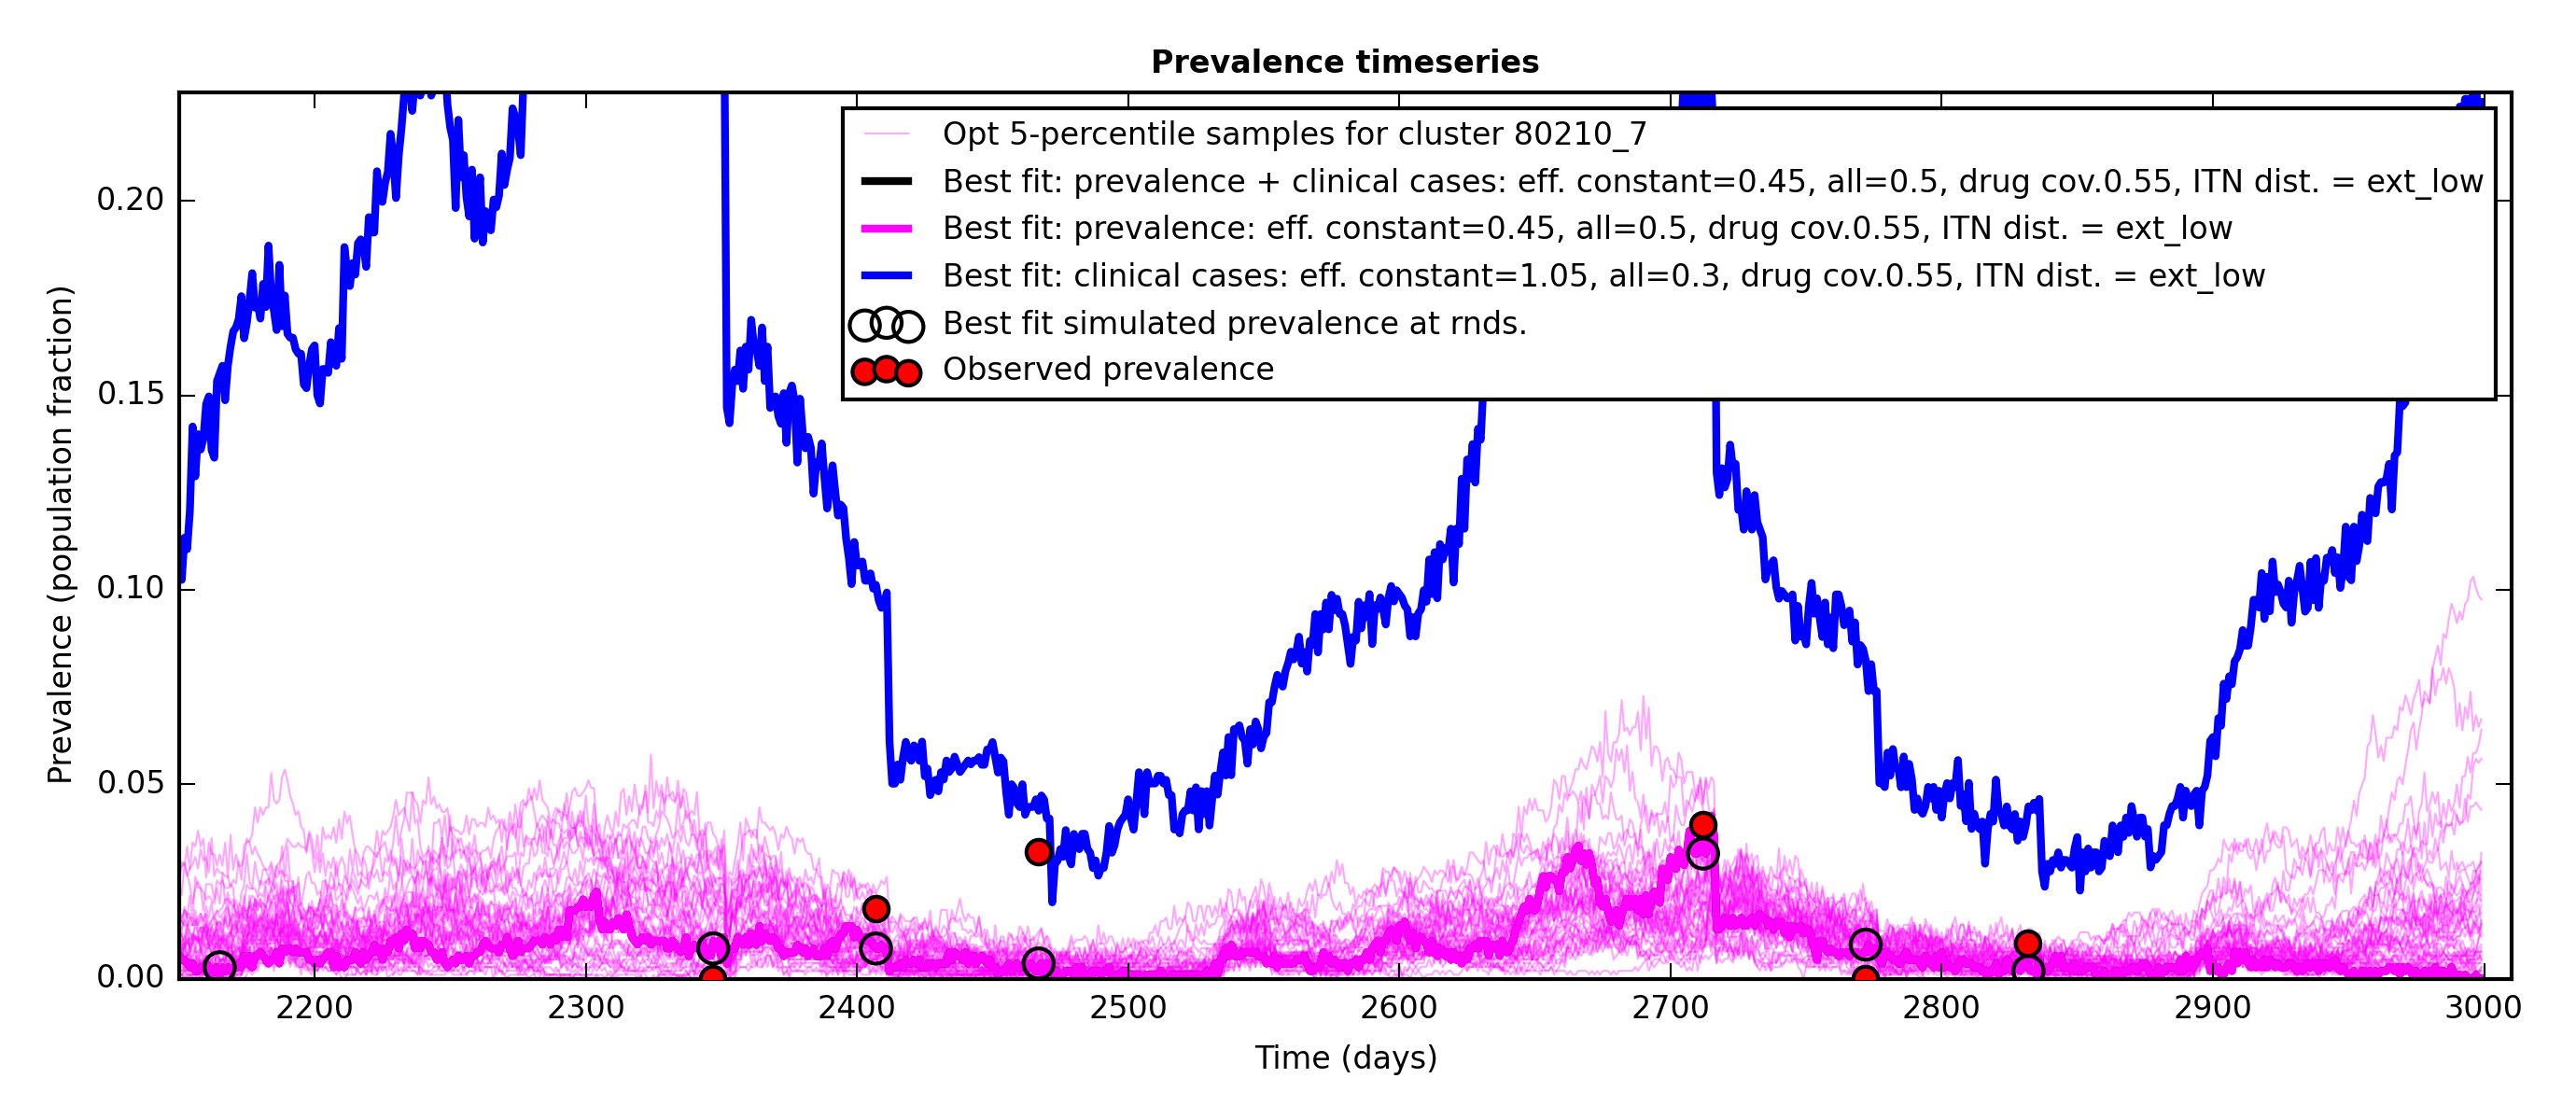 Prevalence timeseries
Opt 5-percentile samples for cluster 80210_7
Best fit: prevalence + clinical cases: eff. constant=0.45, all=0.5, drug cov.0.55, ITN dist. = ext_low
Best fit: prevalence: eff. constant=0.45, all=0.5, drug cov.0.55, ITN dist. = ext_low
Best fit: clinical cases: eff. constant=1.05, all=0.3, drug cov.0.55, ITN dist. = ext_low
Best fit simulated prevalence at rnds.
Observed prevalence
Prevalence (population fraction)
0.20
0.15
0.10
0.05
0.00
2200 2300 2400 2500 2600 2700 2800 2900 3000
Time (days)